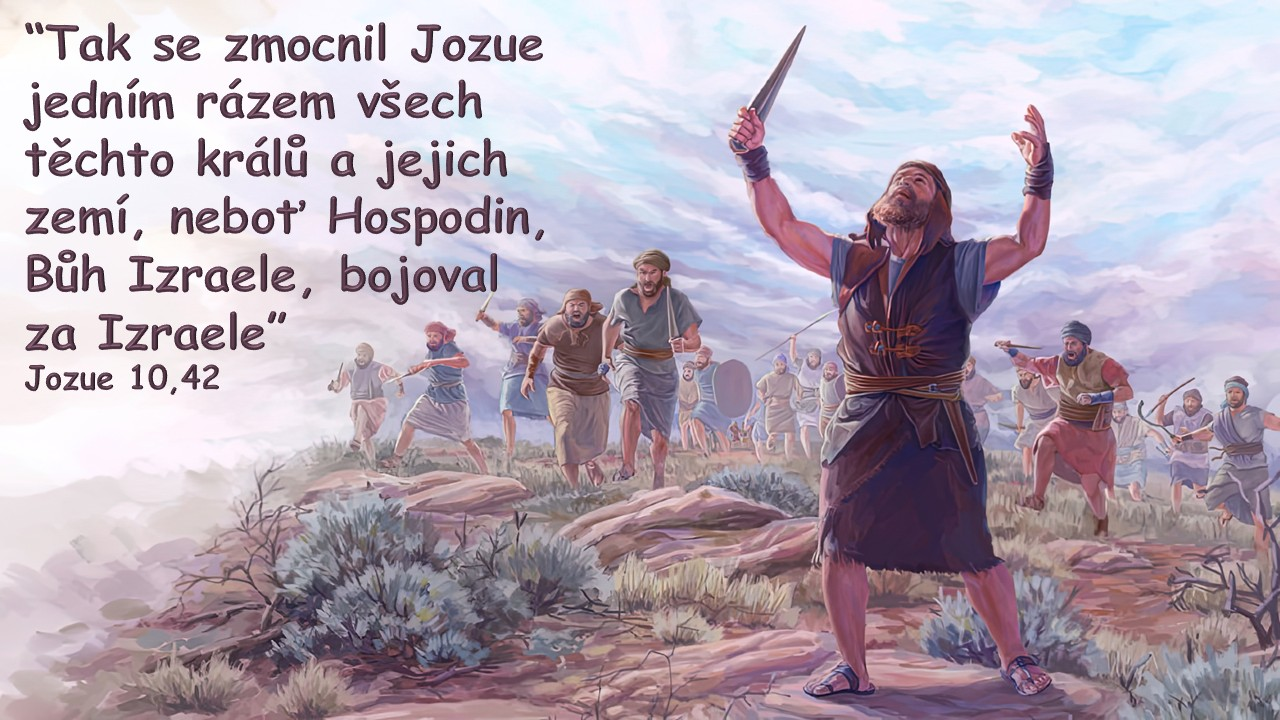 “Tak se zmocnil Jozue
jedním rázem všech
těchto králů a jejich
zemí, neboť Hospodin,
Bůh Izraele, bojoval
za Izraele”
Jozue 10,42